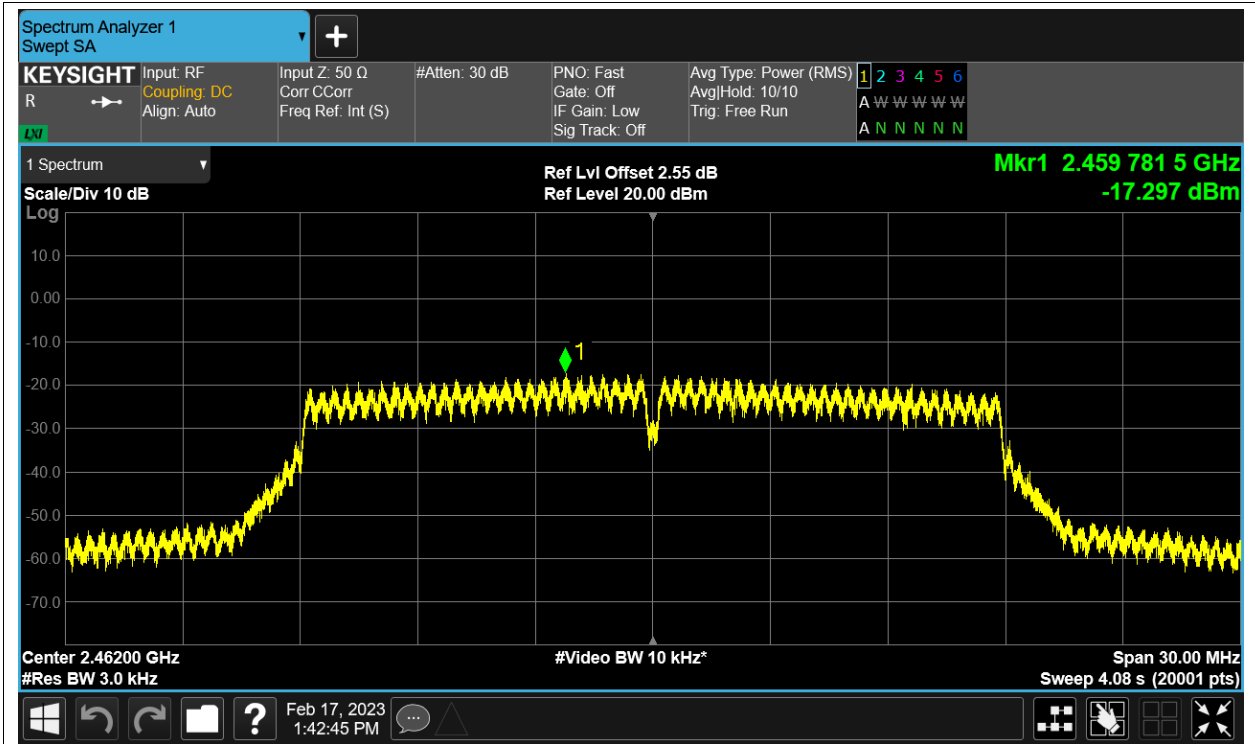 Spectrum Analyzer 1
Swept SA
+
KEYSIGHT
R
LXI
Input: RF
Coupling: DC
Align: Auto
Input Z: 50 Ω
Corr CCorr
Freq Ref: Int (S)
#Atten: 30 dB
PNO: Fast
Gate: Off
IF Gain: Low
Sig Track: Off
Avg Type: Power (RMS)
Avg|Hold: 10/10
Trig: Free Run
1 2 3 4 5 6
A W W W W W
A N N N N N
1 Spectrum
Scale/Div 10 dB
Log
Ref Lvl Offset 2.55 dB
Ref Level 20.00 dBm
Mkr1 2.459 781 5 GHz
-17.297 dBm
10.0
0.00
-10.0
-20.0
-30.0
-40.0
-50.0
-60.0
-70.0
1
Center 2.46200 GHz
#Res BW 3.0 kHz
#Video BW 10 kHz*
Span 30.00 MHz
Sweep 4.08 s (20001 pts)
?
Feb 17, 2023
1:42:45 PM